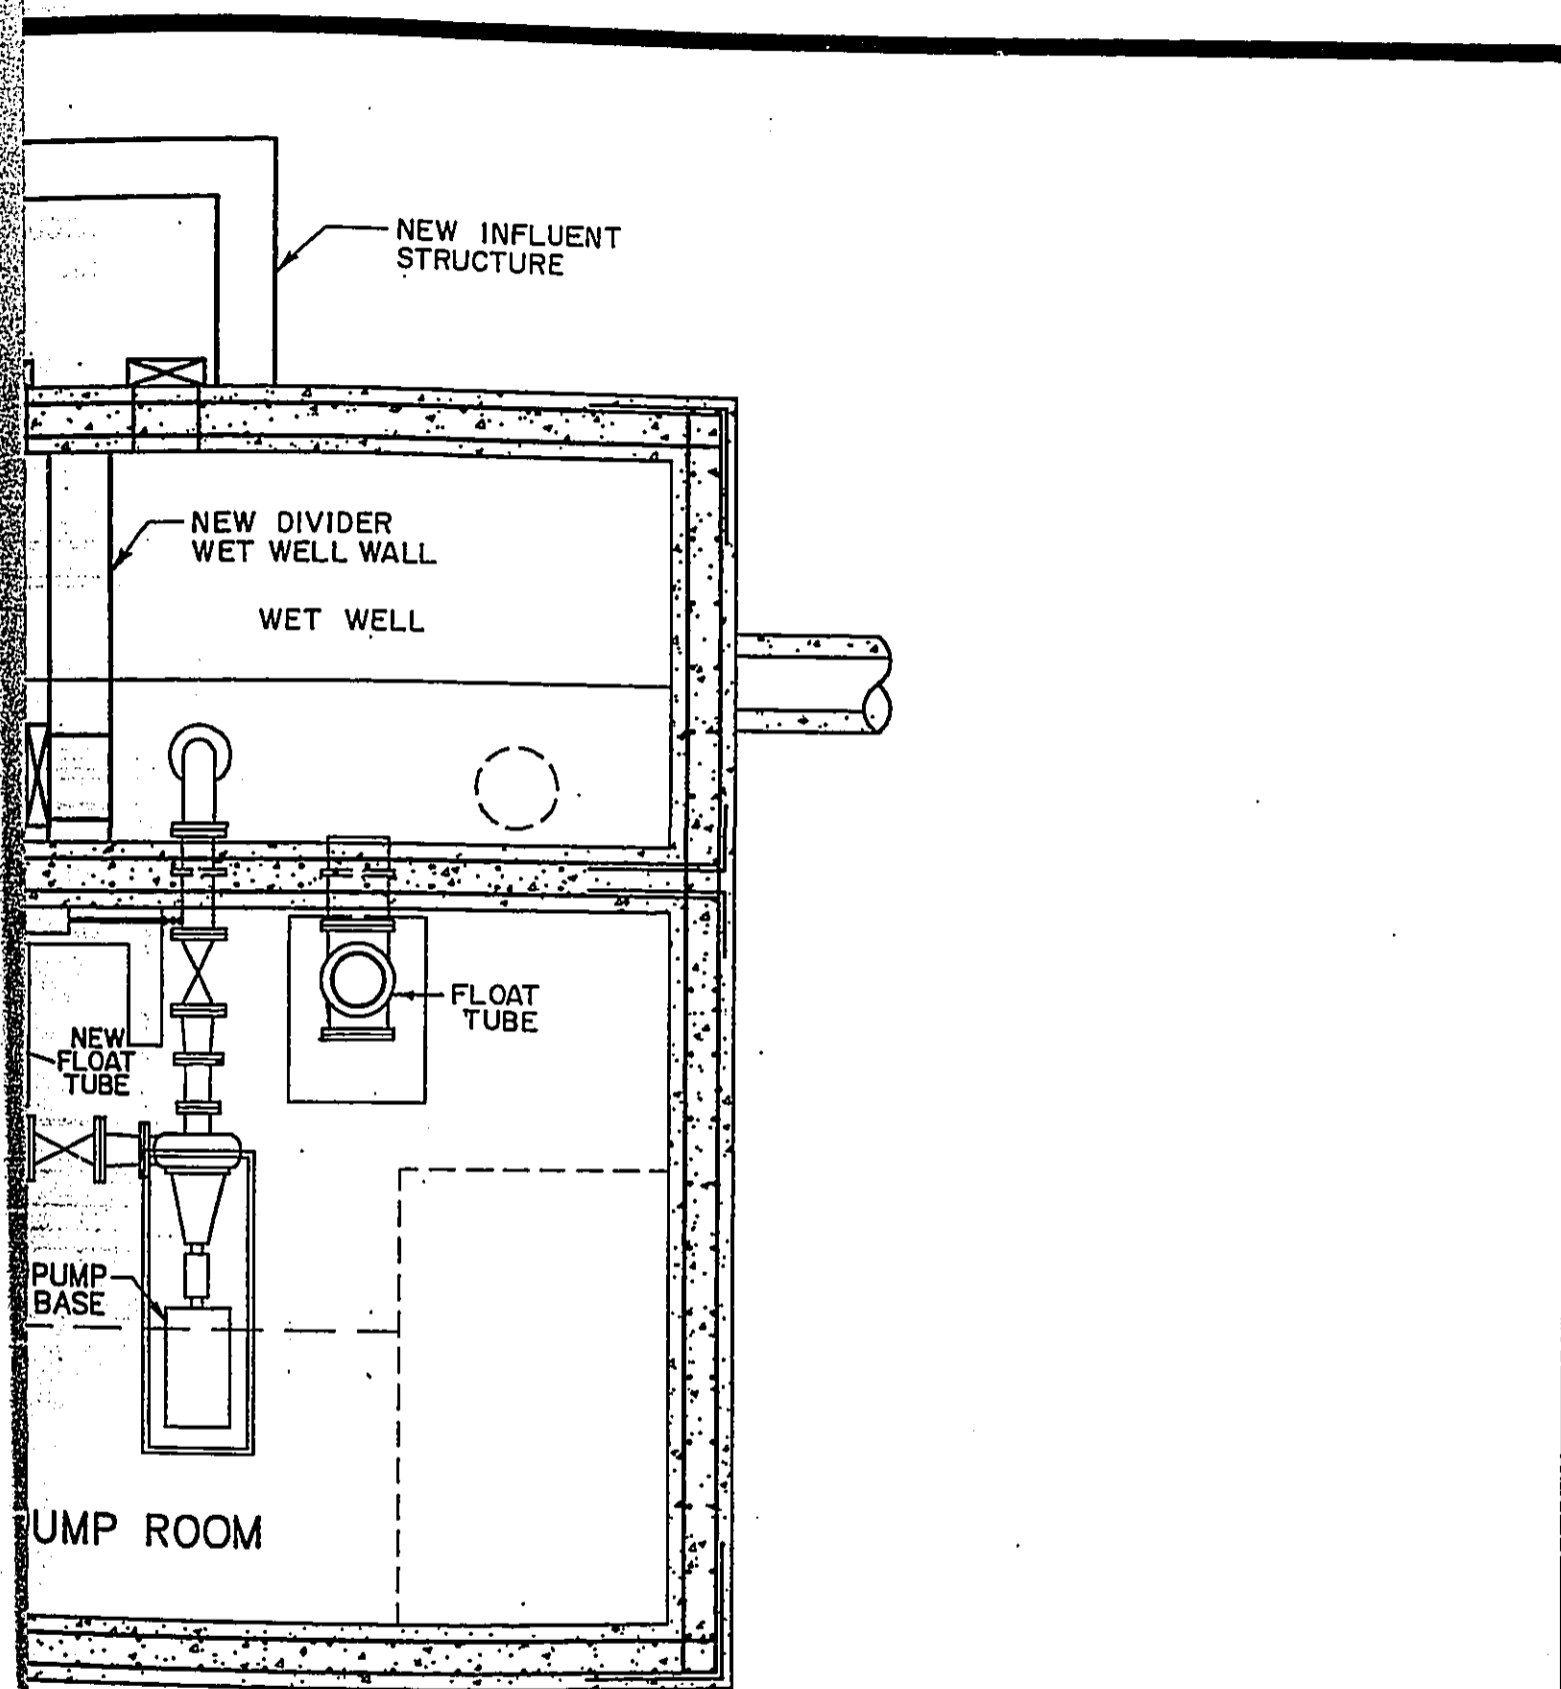 NEW INFLUENT
STRUCTURE
NEW DIVIDER
WET WELL WALL
WET WELL
FLOAT
TUBE
NEW
FLOAT
TUBE
PUMP
BASE
UMP ROOM